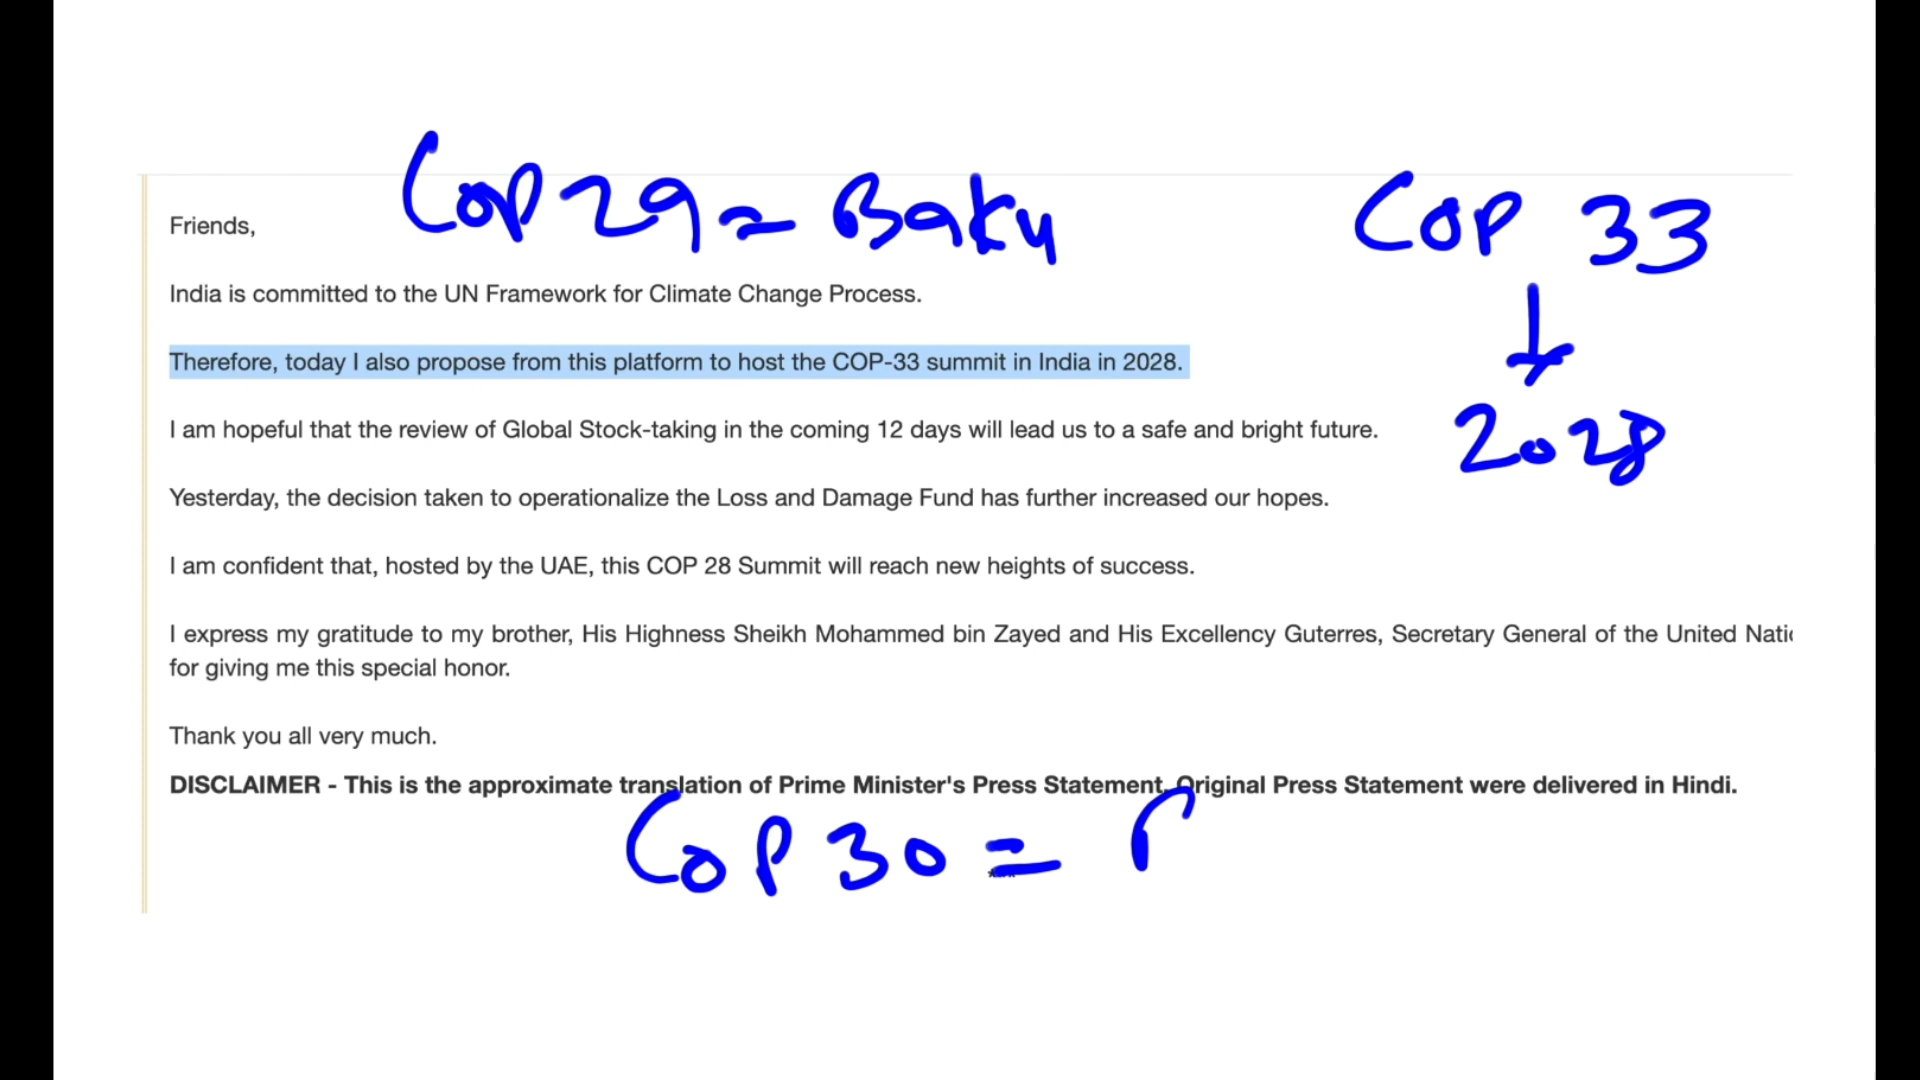 Cop 29 = Baku
Cop 33
Friends,
India is committed to the UN Framework for Climate Change Process.
Therefore, today I also propose from this platform to host the COP-33 summit in India in 2028.
2028
I am hopeful that the review of Global Stock-taking in the coming 12 days will lead us to a safe and bright future.
Yesterday, the decision taken to operationalize the Loss and Damage Fund has further increased our hopes.
I am confident that, hosted by the UAE, this COP 28 Summit will reach new heights of success.
I express my gratitude to my brother, His Highness Sheikh Mohammed bin Zayed and His Excellency Guterres, Secretary General of the United
for giving me this special honor.
Thank you all very much.
DISCLAIMER - This is the approximate translation of Prime Minister's Press Statement. Original Press Statement were delivered in Hindi.
Cop 30 =